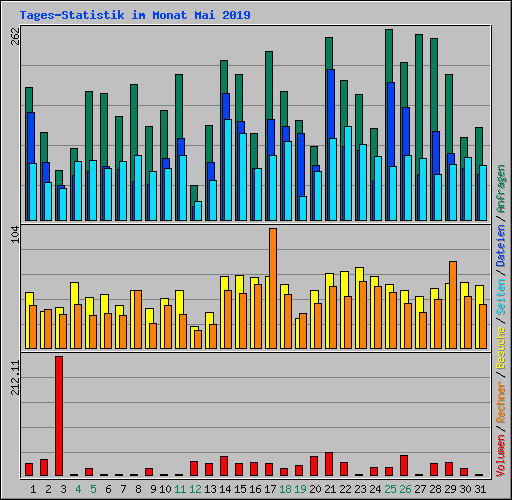 Tages-Statistik im Monat Mai 2019
262
104
212.11
Volumen / Rechner / Besuche / Seiten / Dateien / Anfragen
1 2 3 4 5 6 7 8 9 10 11 12 13 14 15 16 17 18 19 20 21 22 23 24 25 26 27 28 29 30 31